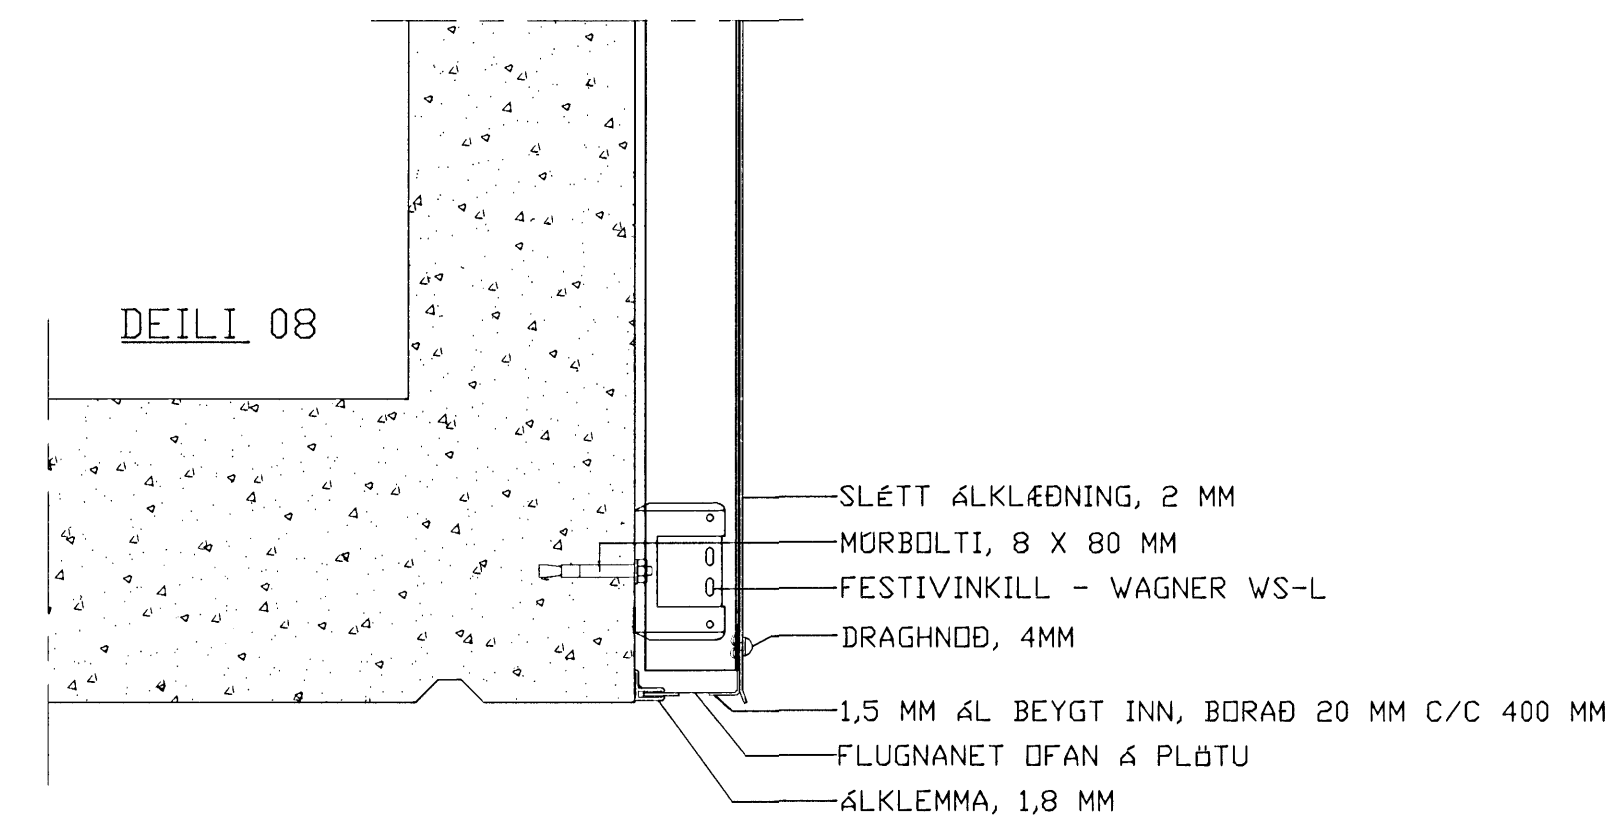 DEILI 08
SLÉTT ÁLKLÆÐNING, 2 MM
MÚRBOLTI, 8 X 80 MM
FESTIVINKILL - WAGNER WS-L
DRAGHNOÐ, 4MM
1,5 MM ÁL BEYGT INN, BORAÐ 20 MM C/C 400 MM
FLUGNANET OFAN Á PLÖTU
ÁLKLEMMA, 1,8 MM